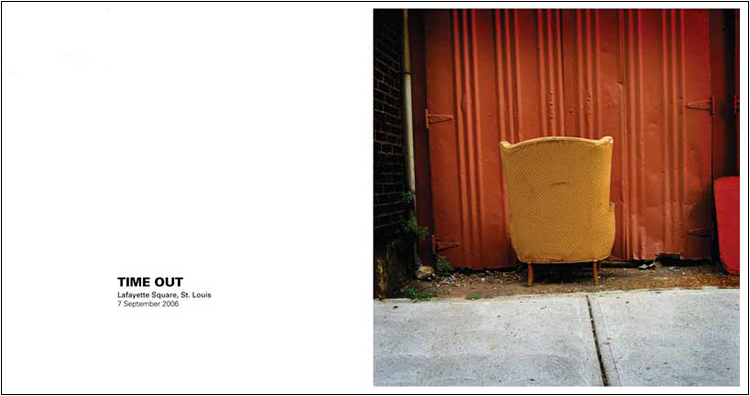 TIME OUT
Lafayette Square, St. Louis
7 September 2006